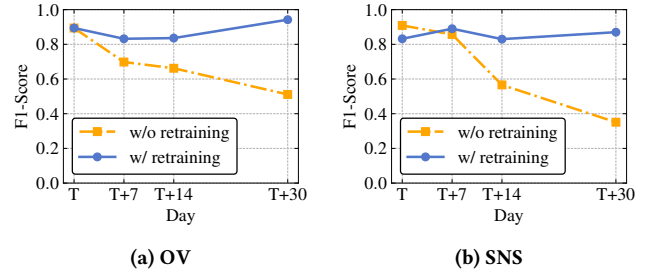 1.0
0.8
0.6
0.4
0.2
0.0
F1-Score
w/o retraining
w/ retraining
T T+7 T+14 T+30
Day
(a) OV
1.0
0.8
0.6
0.4
0.2
0.0
F1-Score
w/o retraining
w/ retraining
T T+7 T+14 T+30
Day
(b) SNS